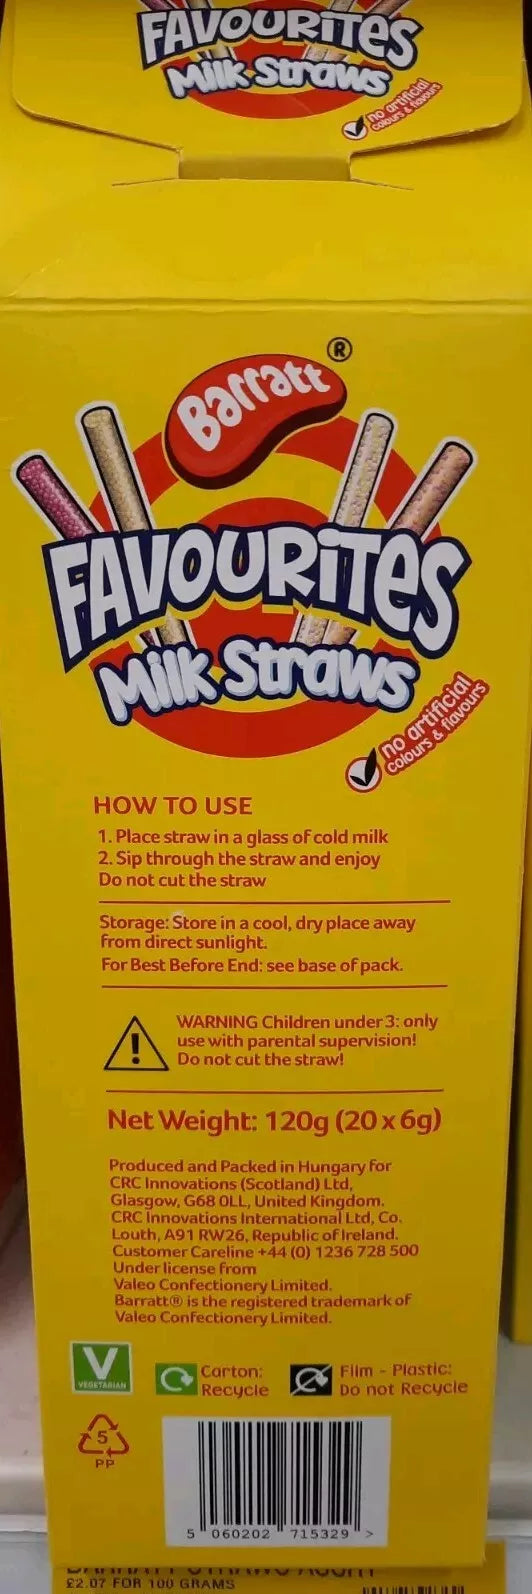 FAVOURiTes
Milk Straws
no artificial
colours & flavours
Barratt ®
FAVOURiTes
Milk Straws
no artificial
colours & flavours
HOW TO USE
1. Place straw in a glass of cold milk
2. Sip through the straw and enjoy
Do not cut the straw
Storage: Store in a cool, dry place away
from direct sunlight.
For Best Before End: see base of pack.
WARNING Children under 3: only
use with parental supervision!
Do not cut the straw!
Net Weight: 120g (20 x 6g)
Produced and Packed in Hungary for
CRC Innovations (Scotland) Ltd,
Glasgow, G68 0LL, United Kingdom.
CRC Innovations International Ltd, Co.
Louth, A91 RW26, Republic of Ireland.
Customer Careline +44 (0) 1236 728 500
Under license from
Valeo Confectionery Limited.
Barratt® is the registered trademark of
Valeo Confectionery Limited.
V
VEGETARIAN
Carton:
Recycle
Film - Plastic:
Do not Recycle
5
PP
5 060202 715329 >
£2.07 FOR 100 GRAMS